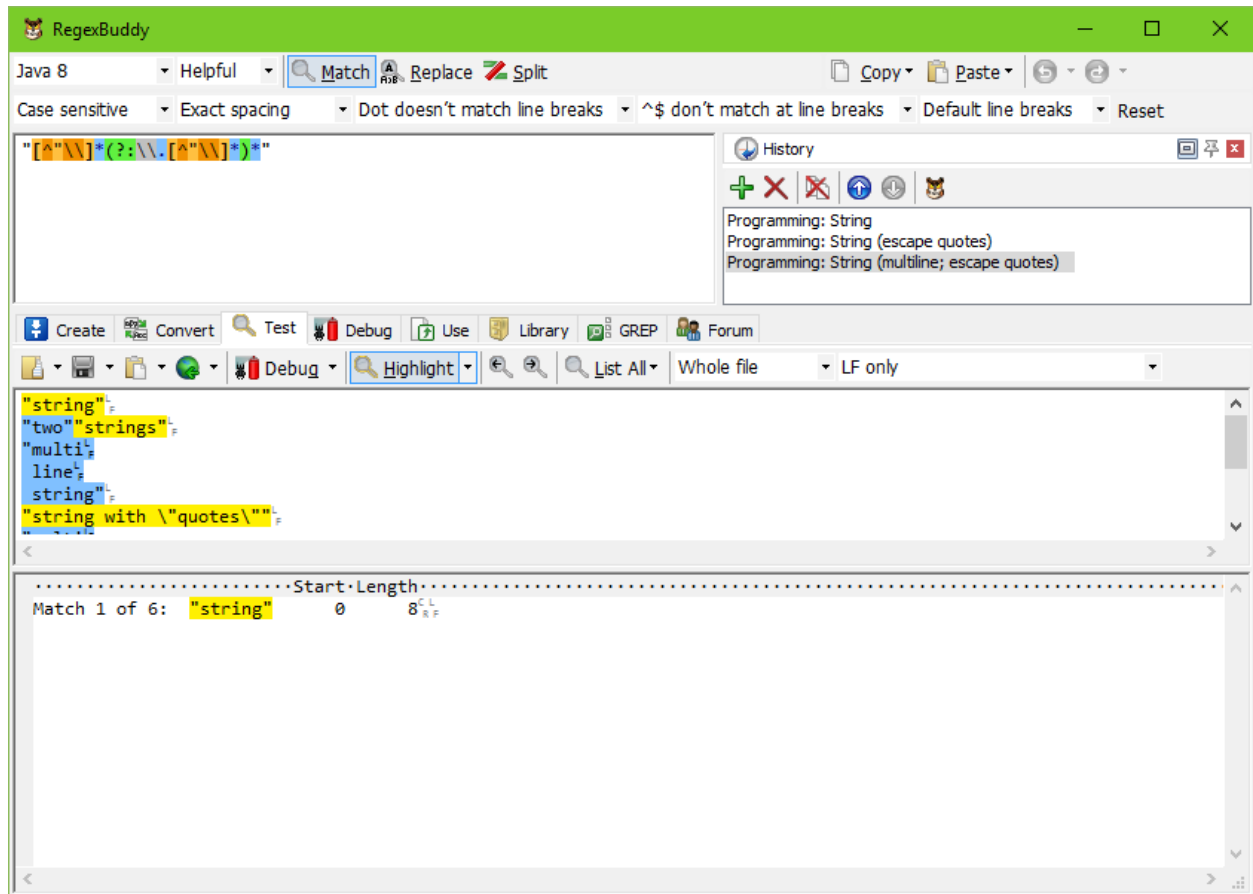 RegexBuddy
Java 8 Helpful Match Replace Split Copy Paste
Case sensitive Exact spacing Dot doesn't match line breaks ^$ don't match at line breaks Default line breaks Reset
"[^"\\]*(?:\\.[^"\\]*)*"
History
Programming: String
Programming: String (escape quotes)
Programming: String (multiline; escape quotes)
Create Convert Test Debug Use Library GREP Forum
Debug Highlight List All Whole file LF only
"string"
"two""strings"
"multi
line
string"
"string with \"quotes\""
Start Length
Match 1 of 6: "string" 0 8